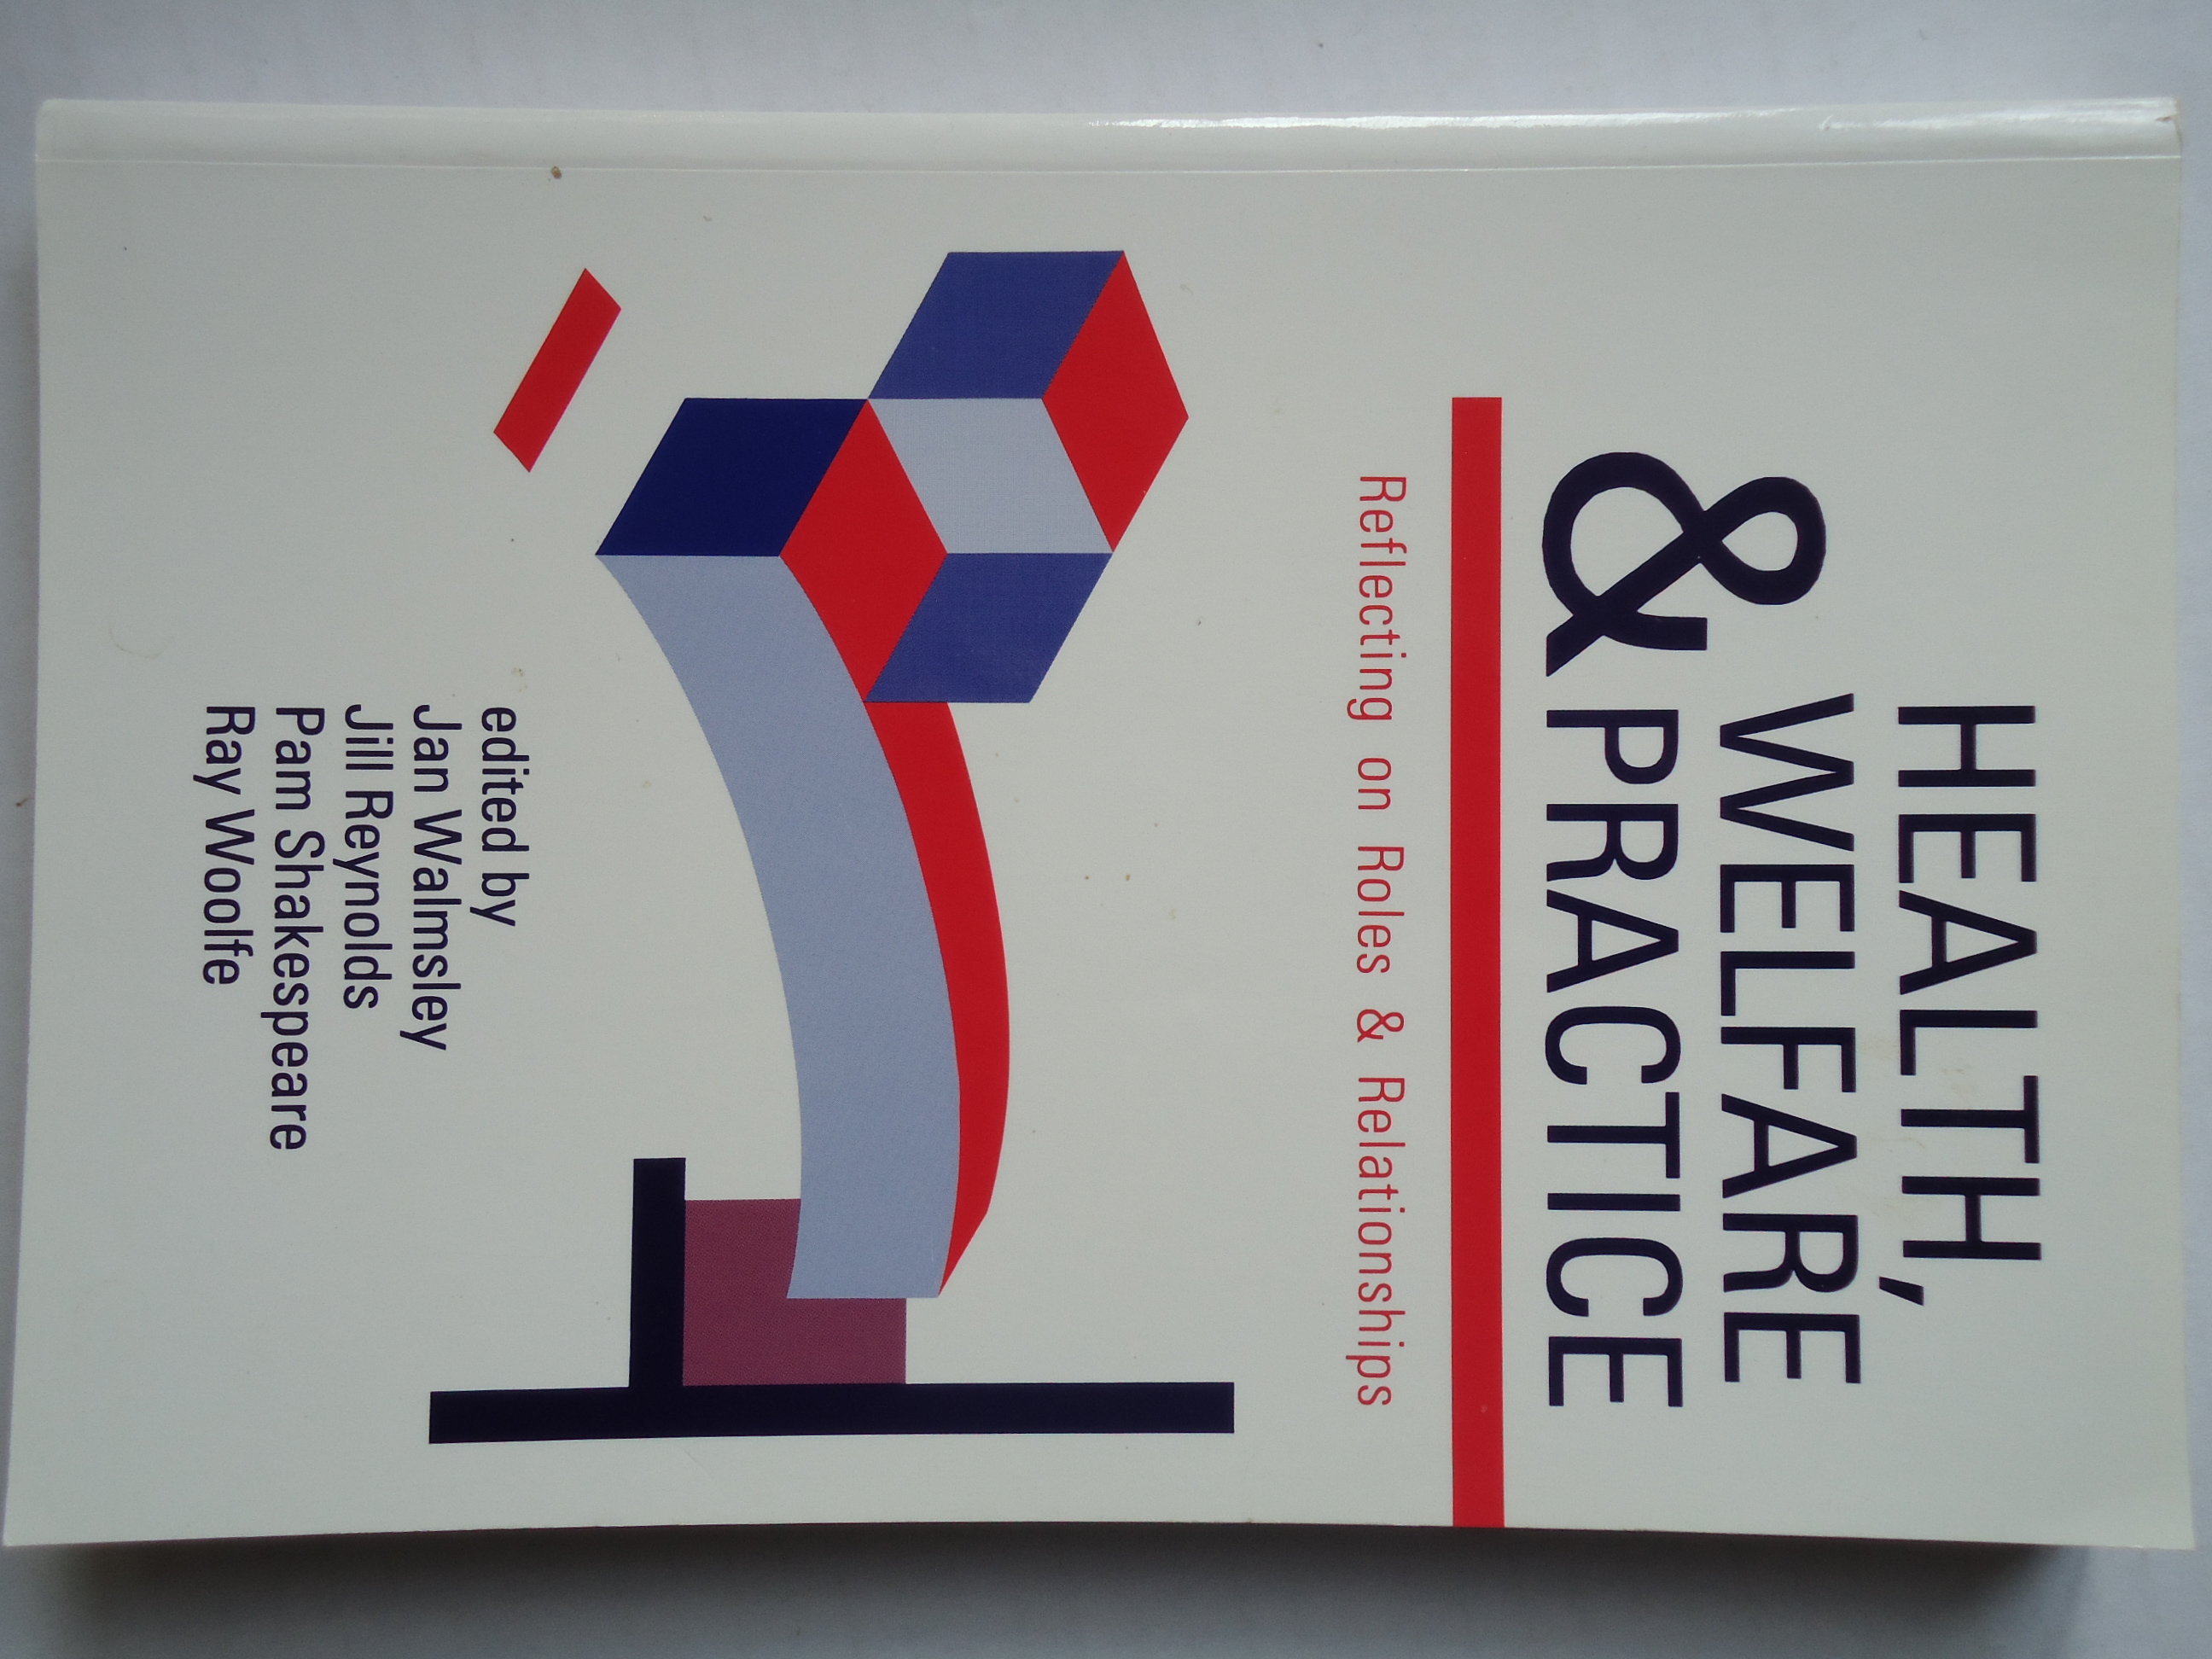 HEALTH,
WELFARE
& PRACTICE
Reflecting on Roles & Relationships
edited by
Jan Walmsley
Jill Reynolds
Pam Shakespeare
Ray Woolfe